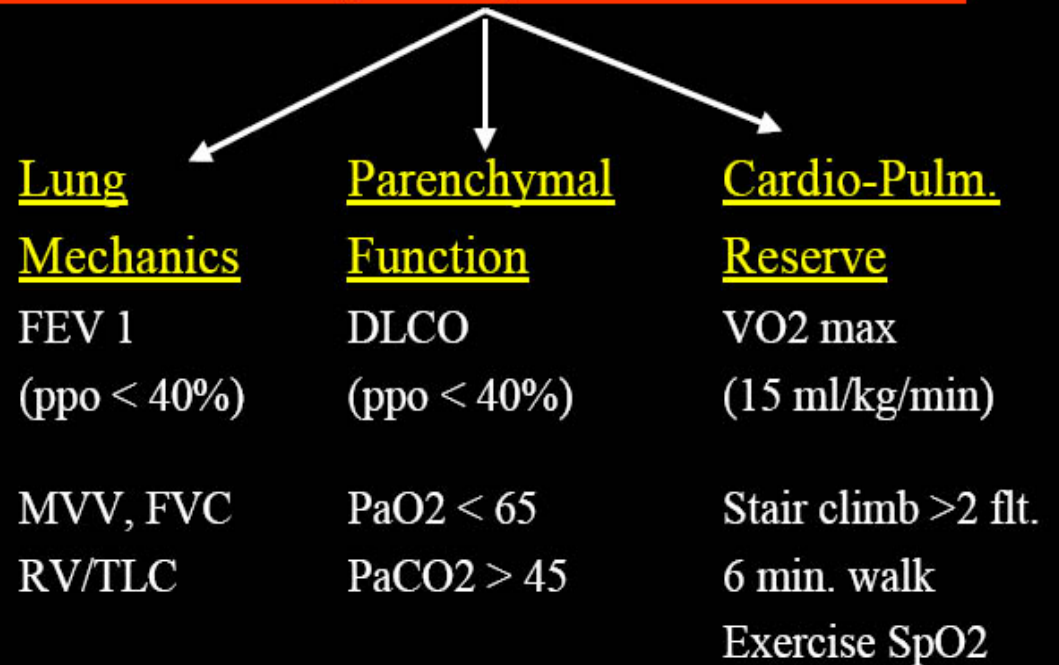 Lung
Mechanics
FEV 1
(ppo < 40%)
MVV, FVC
RV/TLC
Parenchymal
Function
DLCO
(ppo < 40%)
PaO2 < 65
PaCO2 > 45
Cardio-Pulm.
Reserve
VO2 max
(15 ml/kg/min)
Stair climb >2 flt.
6 min. walk
Exercise SpO2